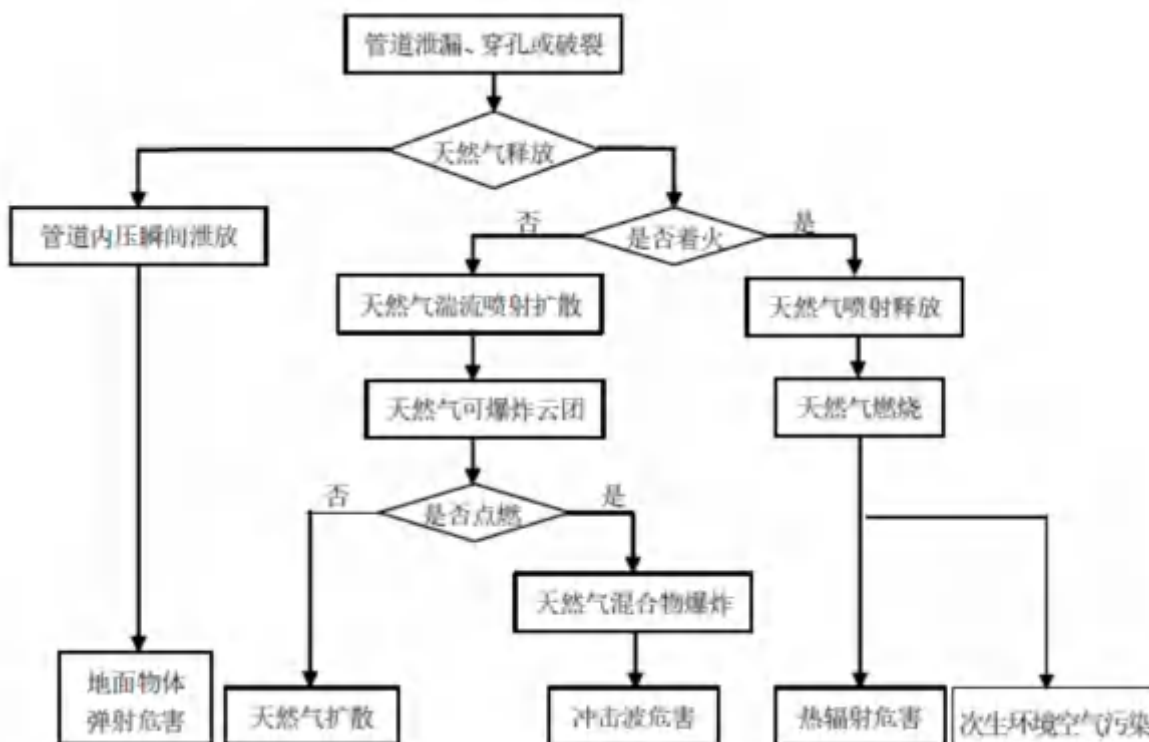 管道泄漏、穿孔或破裂
天然气释放
管道内压瞬间泄放
否
是否着火
是
天然气湍流喷射扩散
天然气喷射释放
天然气可爆炸云团
天然气燃烧
否
是否点燃
是
天然气混合物爆炸
地面物体
弹射危害
天然气扩散
冲击波危害
热辐射危害
次生环境空气污染